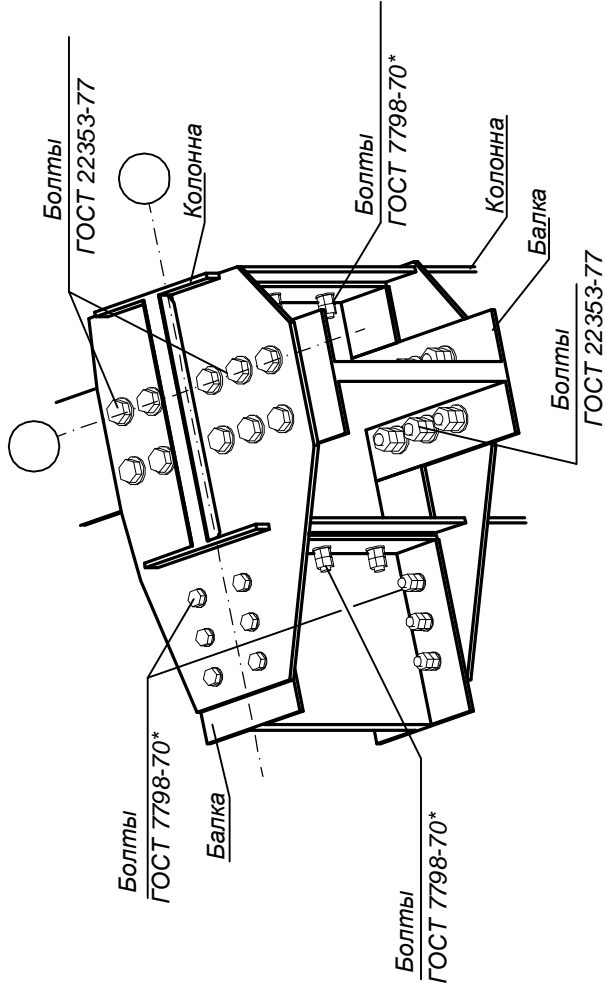 Болты
ГОСТ 22353-77
Колонна
Болты
ГОСТ 7798-70*
Колонна
Балка
Болты
ГОСТ 22353-77
Болты
ГОСТ 7798-70*
Балка
Болты
ГОСТ 7798-70*